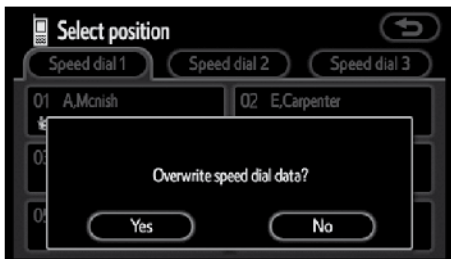 Select position
Speed dial 1 Speed dial 2 Speed dial 3
01 A,Mcnish 02 E,Carpenter
Overwrite speed dial data?
Yes No